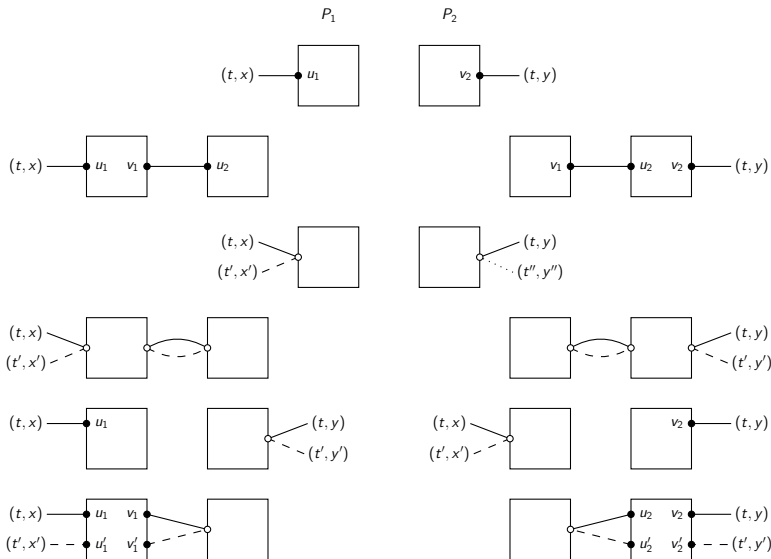 P₁ P₂
(t, x) u₁ v₂ (t, y)
(t, x) u₁ v₁ u₂ v₁ u₂ v₂ (t, y)
(t, x) (t, y)
(t′, x′) (t″, y″)
(t, x) (t, y)
(t′, x′) (t′, y′)
(t, x) u₁ (t, y) (t, x) v₂ (t, y)
(t′, y′) (t′, x′)
(t, x) u₁ v₁ u₂ v₂ (t, y)
(t′, x′) u′₁ v′₁ u′₂ v′₂ (t′, y′)